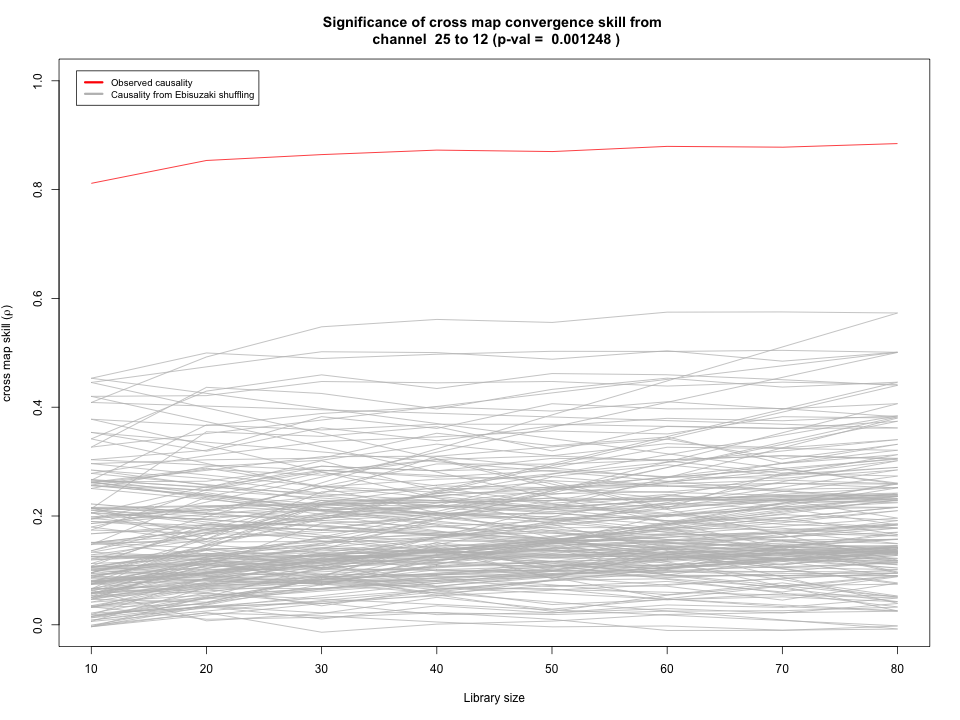 Significance of cross map convergence skill from
channel  25 to 12 (p-val =  0.001248 )
Observed causality
Causality from Ebisuzaki shuffling
cross map skill (ρ)
1.0
0.8
0.6
0.4
0.2
0.0
10 20 30 40 50 60 70 80
Library size